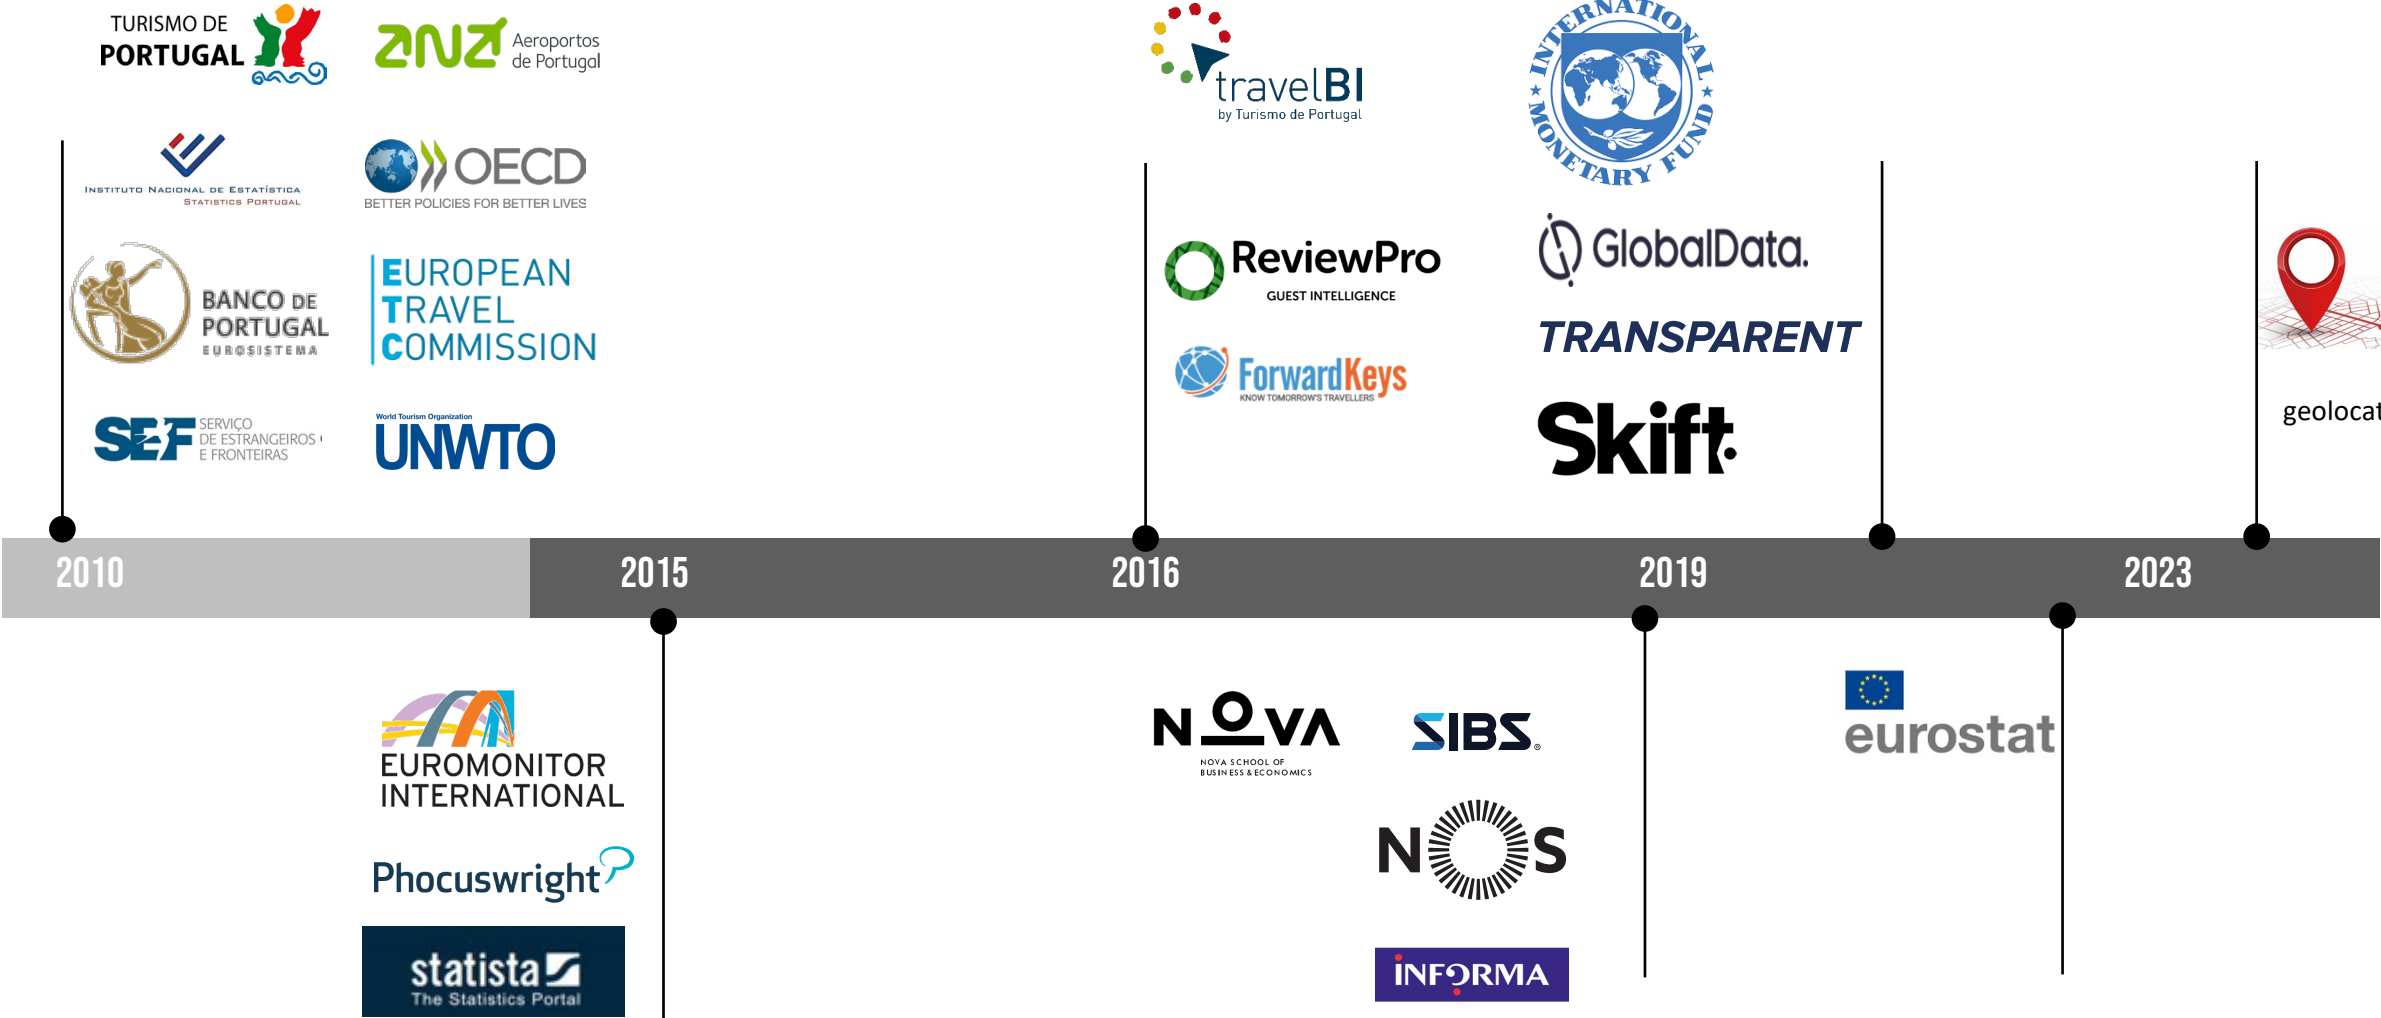 TURISMO DE
PORTUGAL
ana
Aeroportos
de Portugal
INSTITUTO NACIONAL DE ESTATÍSTICA
STATISTICS PORTUGAL
OECD
BETTER POLICIES FOR BETTER LIVES
BANCO DE
PORTUGAL
EUROSISTEMA
EUROPEAN
TRAVEL
COMMISSION
SEF
SERVIÇO
DE ESTRANGEIROS
E FRONTEIRAS
World Tourism Organization
UNWTO
travelBI
by Turismo de Portugal
INTERNATIONAL
MONETARY FUND
ReviewPro
GUEST INTELLIGENCE
ForwardKeys
KNOW TOMORROW'S TRAVELLERS
GlobalData.
TRANSPARENT
Skift
geolocat
2010
2015
2016
2019
2023
EUROMONITOR
INTERNATIONAL
Phocuswright
statista
The Statistics Portal
NOVA
NOVA SCHOOL OF
BUSINESS & ECONOMICS
SIBS
NOS
INFORMA
eurostat